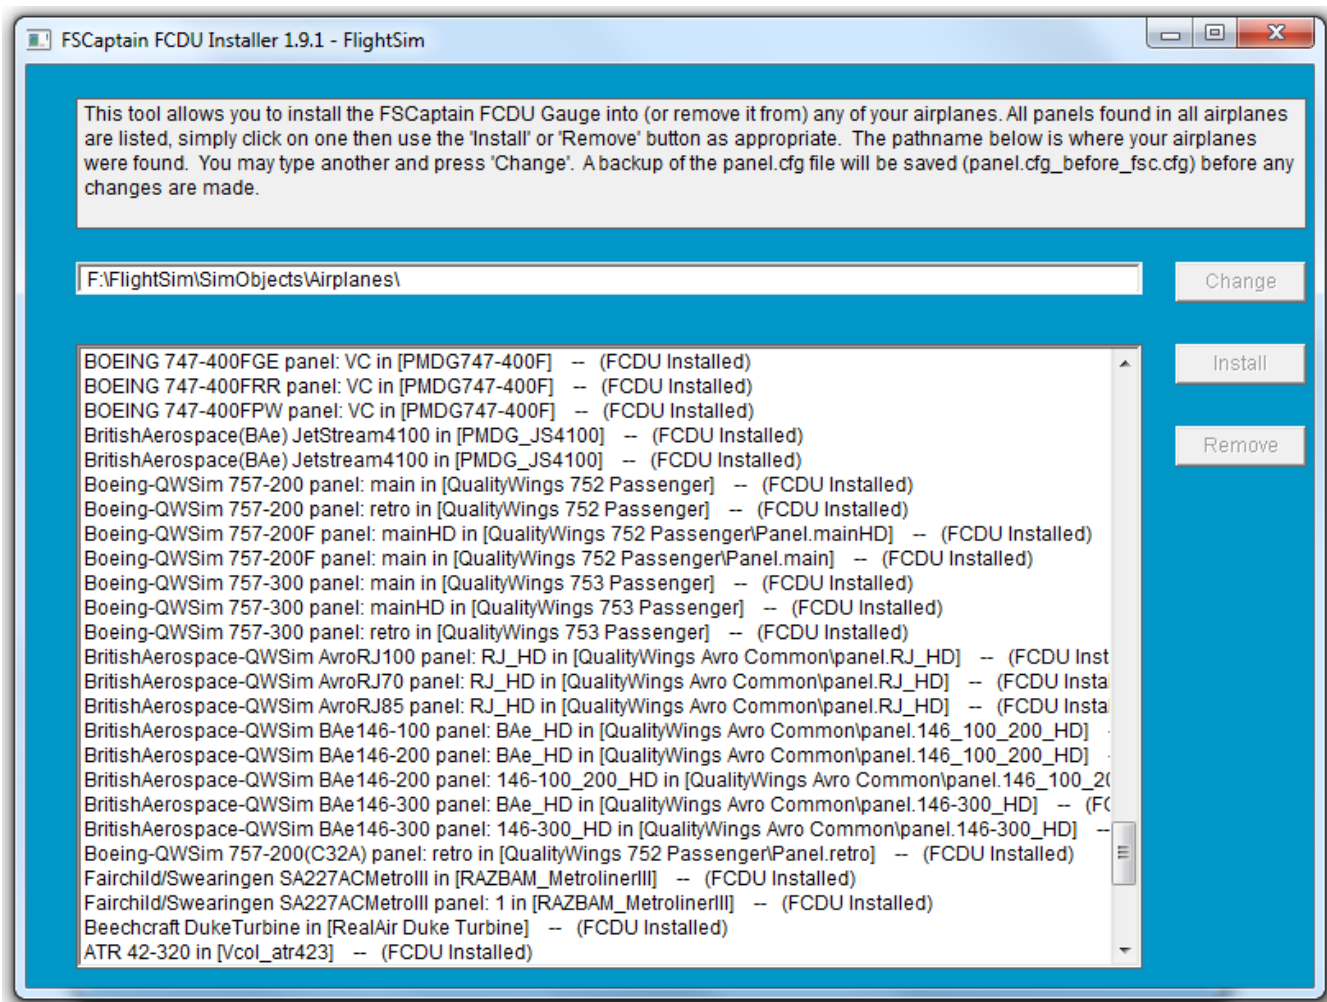 FSCaptain FCDU Installer 1.9.1 - FlightSim
This tool allows you to install the FSCaptain FCDU Gauge into (or remove it from) any of your airplanes. All panels found in all airplanes
are listed, simply click on one then use the 'Install' or 'Remove' button as appropriate. The pathname below is where your airplanes
were found. You may type another and press 'Change'. A backup of the panel.cfg file will be saved (panel.cfg_before_fsc.cfg) before any
changes are made.
F:\FlightSim\SimObjects\Airplanes\
Change
BOEING 747-400FGE panel: VC in [PMDG747-400F] -- (FCDU Installed)
Install
BOEING 747-400FRR panel: VC in [PMDG747-400F] -- (FCDU Installed)
BOEING 747-400FPW panel: VC in [PMDG747-400F] -- (FCDU Installed)
BritishAerospace(BAe) JetStream4100 in [PMDG_JS4100] -- (FCDU Installed)
Remove
BritishAerospace(BAe) Jetstream4100 in [PMDG_JS4100] -- (FCDU Installed)
Boeing-QWSim 757-200 panel: main in [QualityWings 752 Passenger] -- (FCDU Installed)
Boeing-QWSim 757-200 panel: retro in [QualityWings 752 Passenger] -- (FCDU Installed)
Boeing-QWSim 757-200F panel: mainHD in [QualityWings 752 Passenger\Panel.mainHD] -- (FCDU Installed)
Boeing-QWSim 757-200F panel: main in [QualityWings 752 Passenger\Panel.main] -- (FCDU Installed)
Boeing-QWSim 757-300 panel: main in [QualityWings 753 Passenger] -- (FCDU Installed)
Boeing-QWSim 757-300 panel: mainHD in [QualityWings 753 Passenger] -- (FCDU Installed)
Boeing-QWSim 757-300 panel: retro in [QualityWings 753 Passenger] -- (FCDU Installed)
BritishAerospace-QWSim AvroRJ100 panel: RJ_HD in [QualityWings Avro Common\panel.RJ_HD] -- (FCDU Inst
BritishAerospace-QWSim AvroRJ70 panel: RJ_HD in [QualityWings Avro Common\panel.RJ_HD] -- (FCDU Insta
BritishAerospace-QWSim AvroRJ85 panel: RJ_HD in [QualityWings Avro Common\panel.RJ_HD] -- (FCDU Insta
BritishAerospace-QWSim BAe146-100 panel: BAe_HD in [QualityWings Avro Common\panel.146_100_200_HD] -
BritishAerospace-QWSim BAe146-200 panel: BAe_HD in [QualityWings Avro Common\panel.146_100_200_HD] -
BritishAerospace-QWSim BAe146-200 panel: 146-100_200_HD in [QualityWings Avro Common\panel.146_100_20
BritishAerospace-QWSim BAe146-300 panel: BAe_HD in [QualityWings Avro Common\panel.146-300_HD] -- (FC
BritishAerospace-QWSim BAe146-300 panel: 146-300_HD in [QualityWings Avro Common\panel.146-300_HD] --
Boeing-QWSim 757-200(C32A) panel: retro in [QualityWings 752 Passenger\Panel.retro] -- (FCDU Installed)
Fairchild/Swearingen SA227ACMetroIII in [RAZBAM_MetrolinerIII] -- (FCDU Installed)
Fairchild/Swearingen SA227ACMetroIII panel: 1 in [RAZBAM_MetrolinerIII] -- (FCDU Installed)
Beechcraft DukeTurbine in [RealAir Duke Turbine] -- (FCDU Installed)
ATR 42-320 in [Vcol_atr423] -- (FCDU Installed)